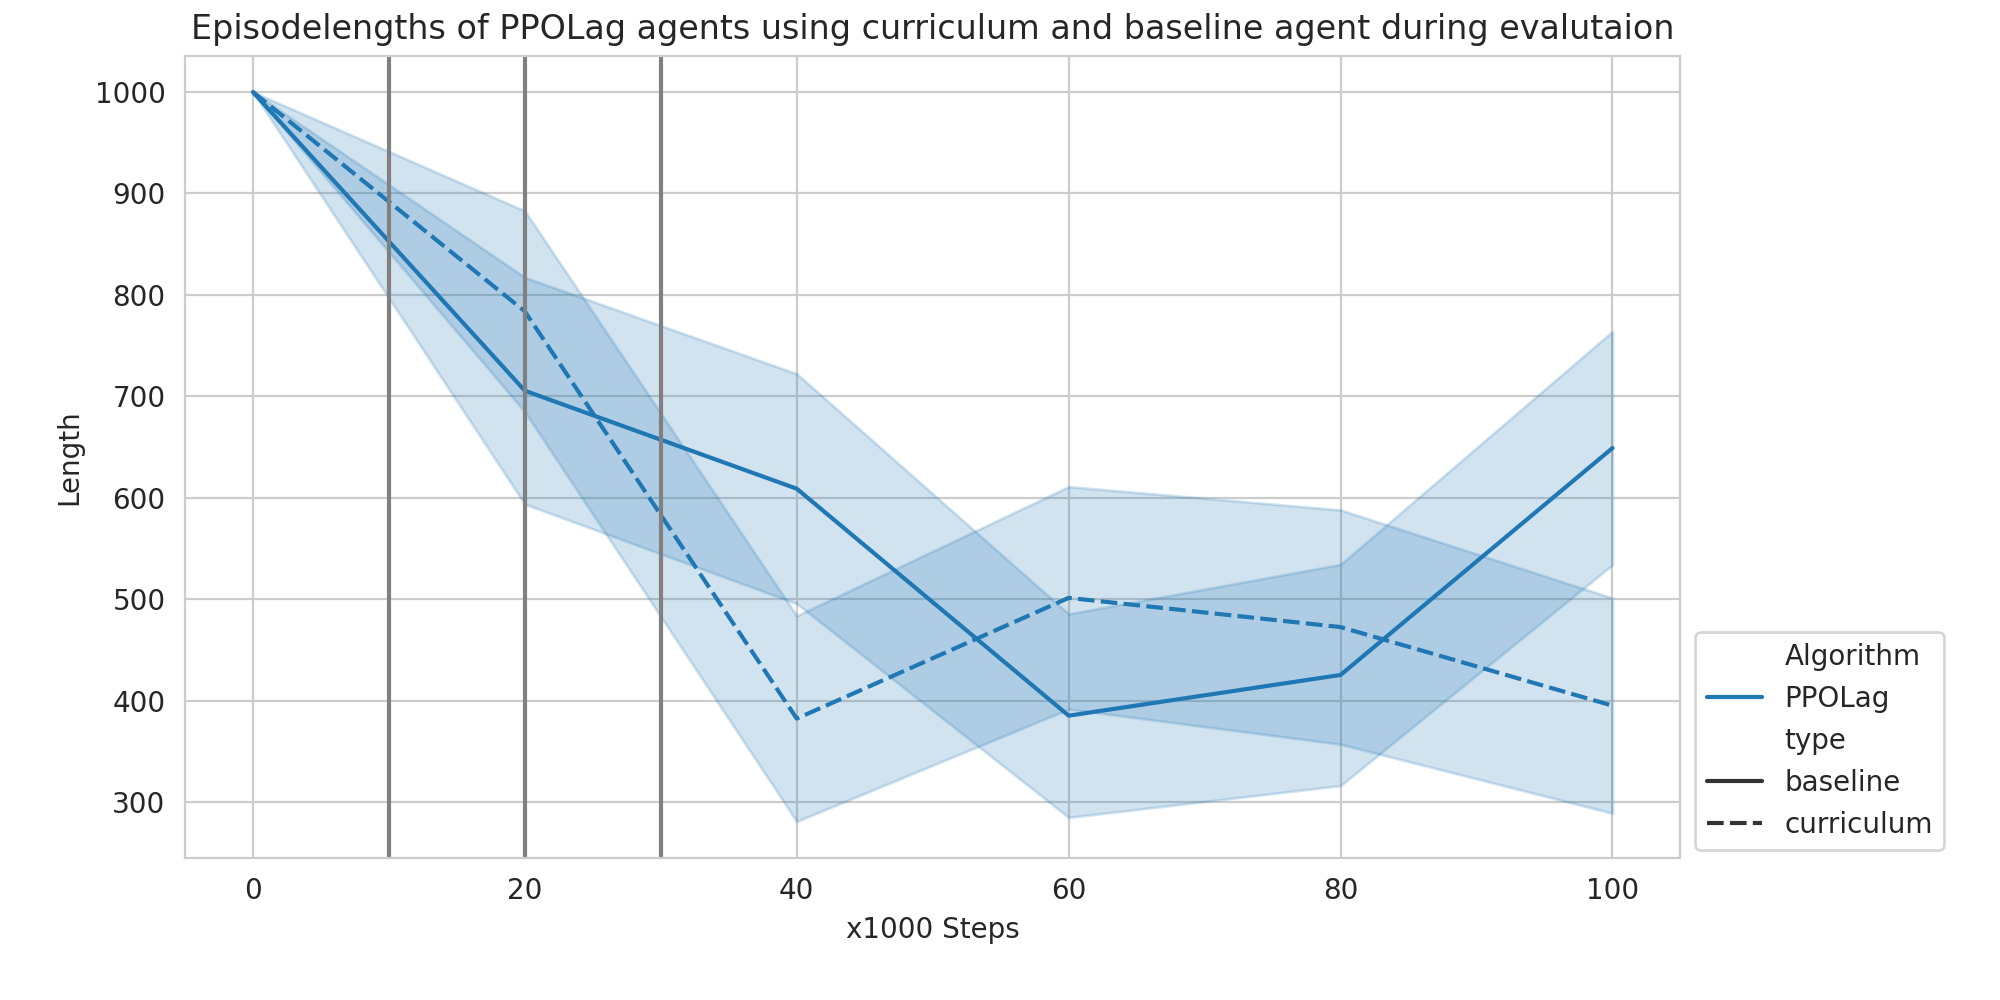 Episodelengths of PPOLag agents using curriculum and baseline agent during evalutaion
1000
900
800
700
600
500
400
300
Length
0 20 40 60 80 100
x1000 Steps
Algorithm
PPOLag
type
baseline
curriculum